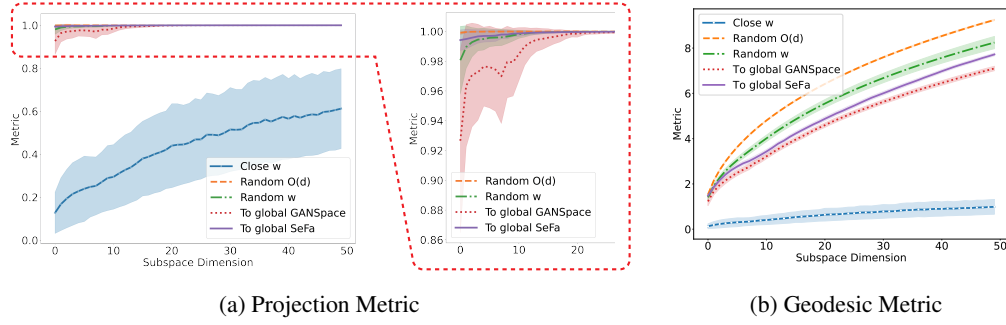 1.0
0.8
0.6
0.4
0.2
0.0
Metric
0 10 20 30 40 50
Subspace Dimension
Close w
Random O(d)
Random w
To global GANSpace
To global SeFa
1.00
0.98
0.96
0.94
0.92
0.90
0.88
0.86
Metric
0 10 20
Random O(d)
Random w
To global GANSpace
To global SeFa
(a) Projection Metric
8
6
4
2
0
Metric
0 10 20 30 40 50
Subspace Dimension
Close w
Random O(d)
Random w
To global GANSpace
To global SeFa
(b) Geodesic Metric